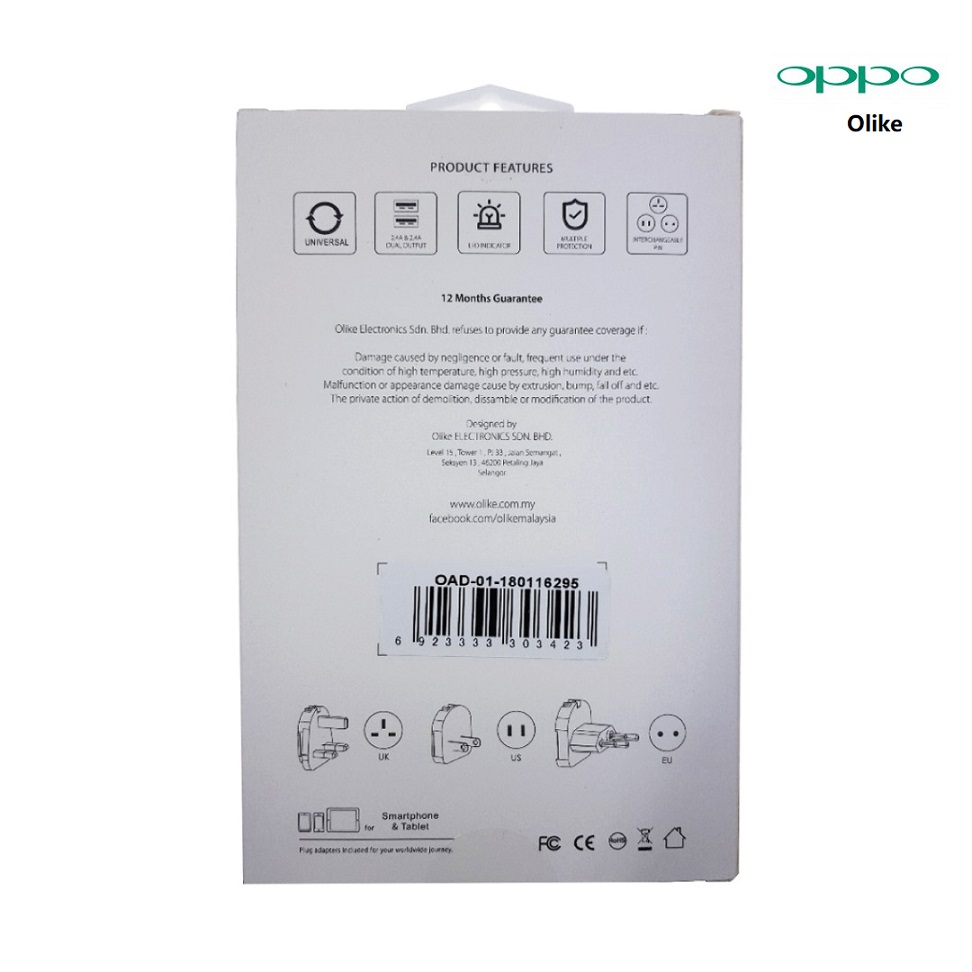 oppo
Olike
PRODUCT FEATURES
UNIVERSAL
2.4A & 2.4A
DUAL OUTPUT
LED INDICATOR
MULTIPLE
PROTECTION
INTERCHANGEABLE
PIN
12 Months Guarantee
Olike Electronics Sdn. Bhd. refuses to provide any guarantee coverage if :
Damage caused by negligence or fault, frequent use under the
condition of high temperature, high pressure, high humidity and etc.
Malfunction or appearance damage cause by extrusion, bump, fall off and etc.
The private action of demolition, dissamble or modification of the product.
Designed by
Olike ELECTRONICS SDN. BHD.
Level 15 , Tower 1 , PJ 33 , Jalan Semangat ,
Seksyen 13 , 46200 Petaling Jaya
Selangor
www.olike.com.my
facebook.com/olikemalaysia
OAD-01-180116295
6 923333 303423
UK
US
EU
for
Smartphone
& Tablet
Plug adapters included for your worldwide journey.
FC CE RoHS